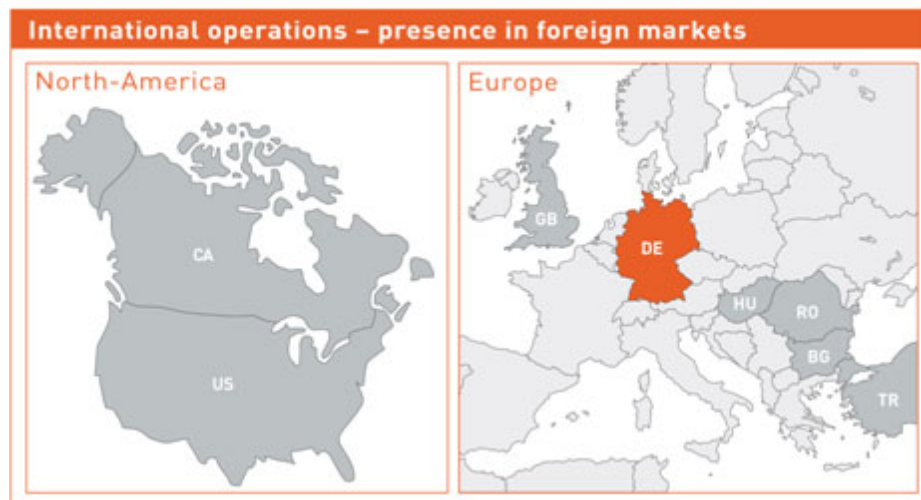 International operations – presence in foreign markets
North-America
Europe
CA
US
GB
DE
HU
RO
BG
TR